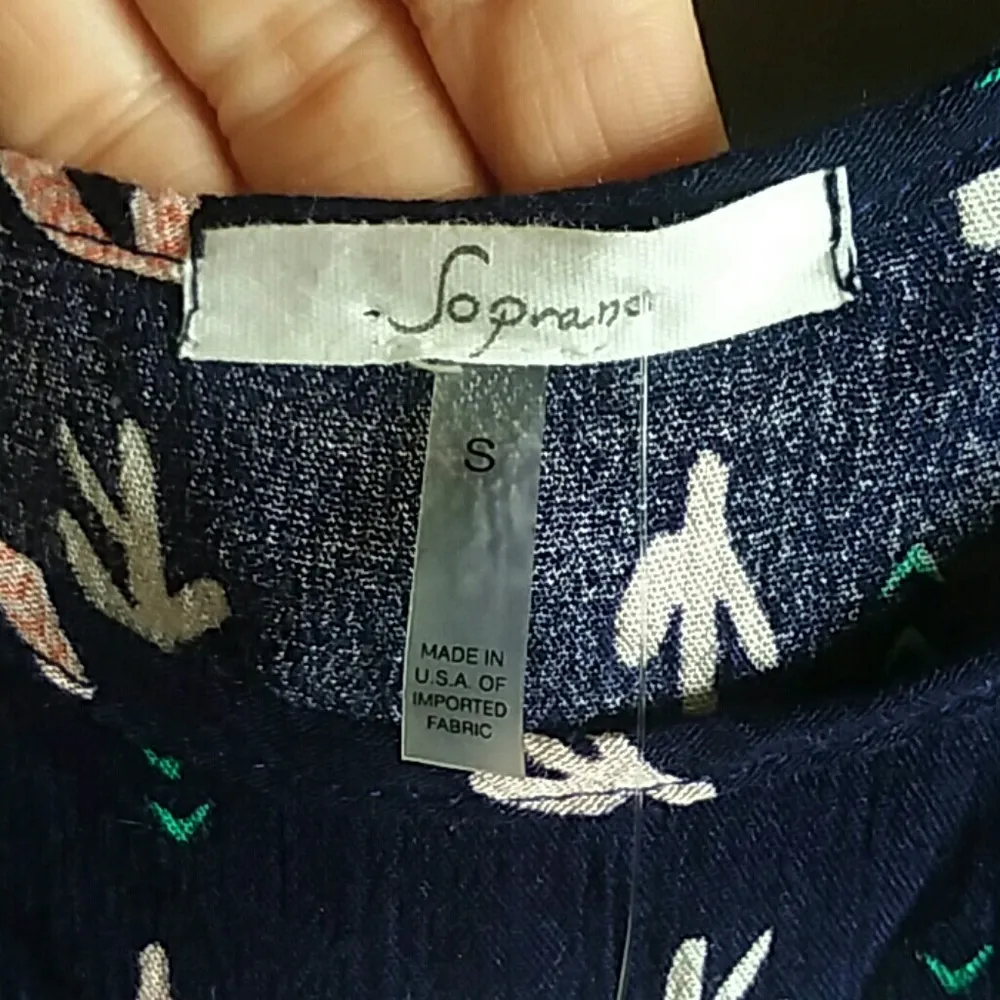 Soprano
S
MADE IN
U.S.A. OF
IMPORTED
FABRIC